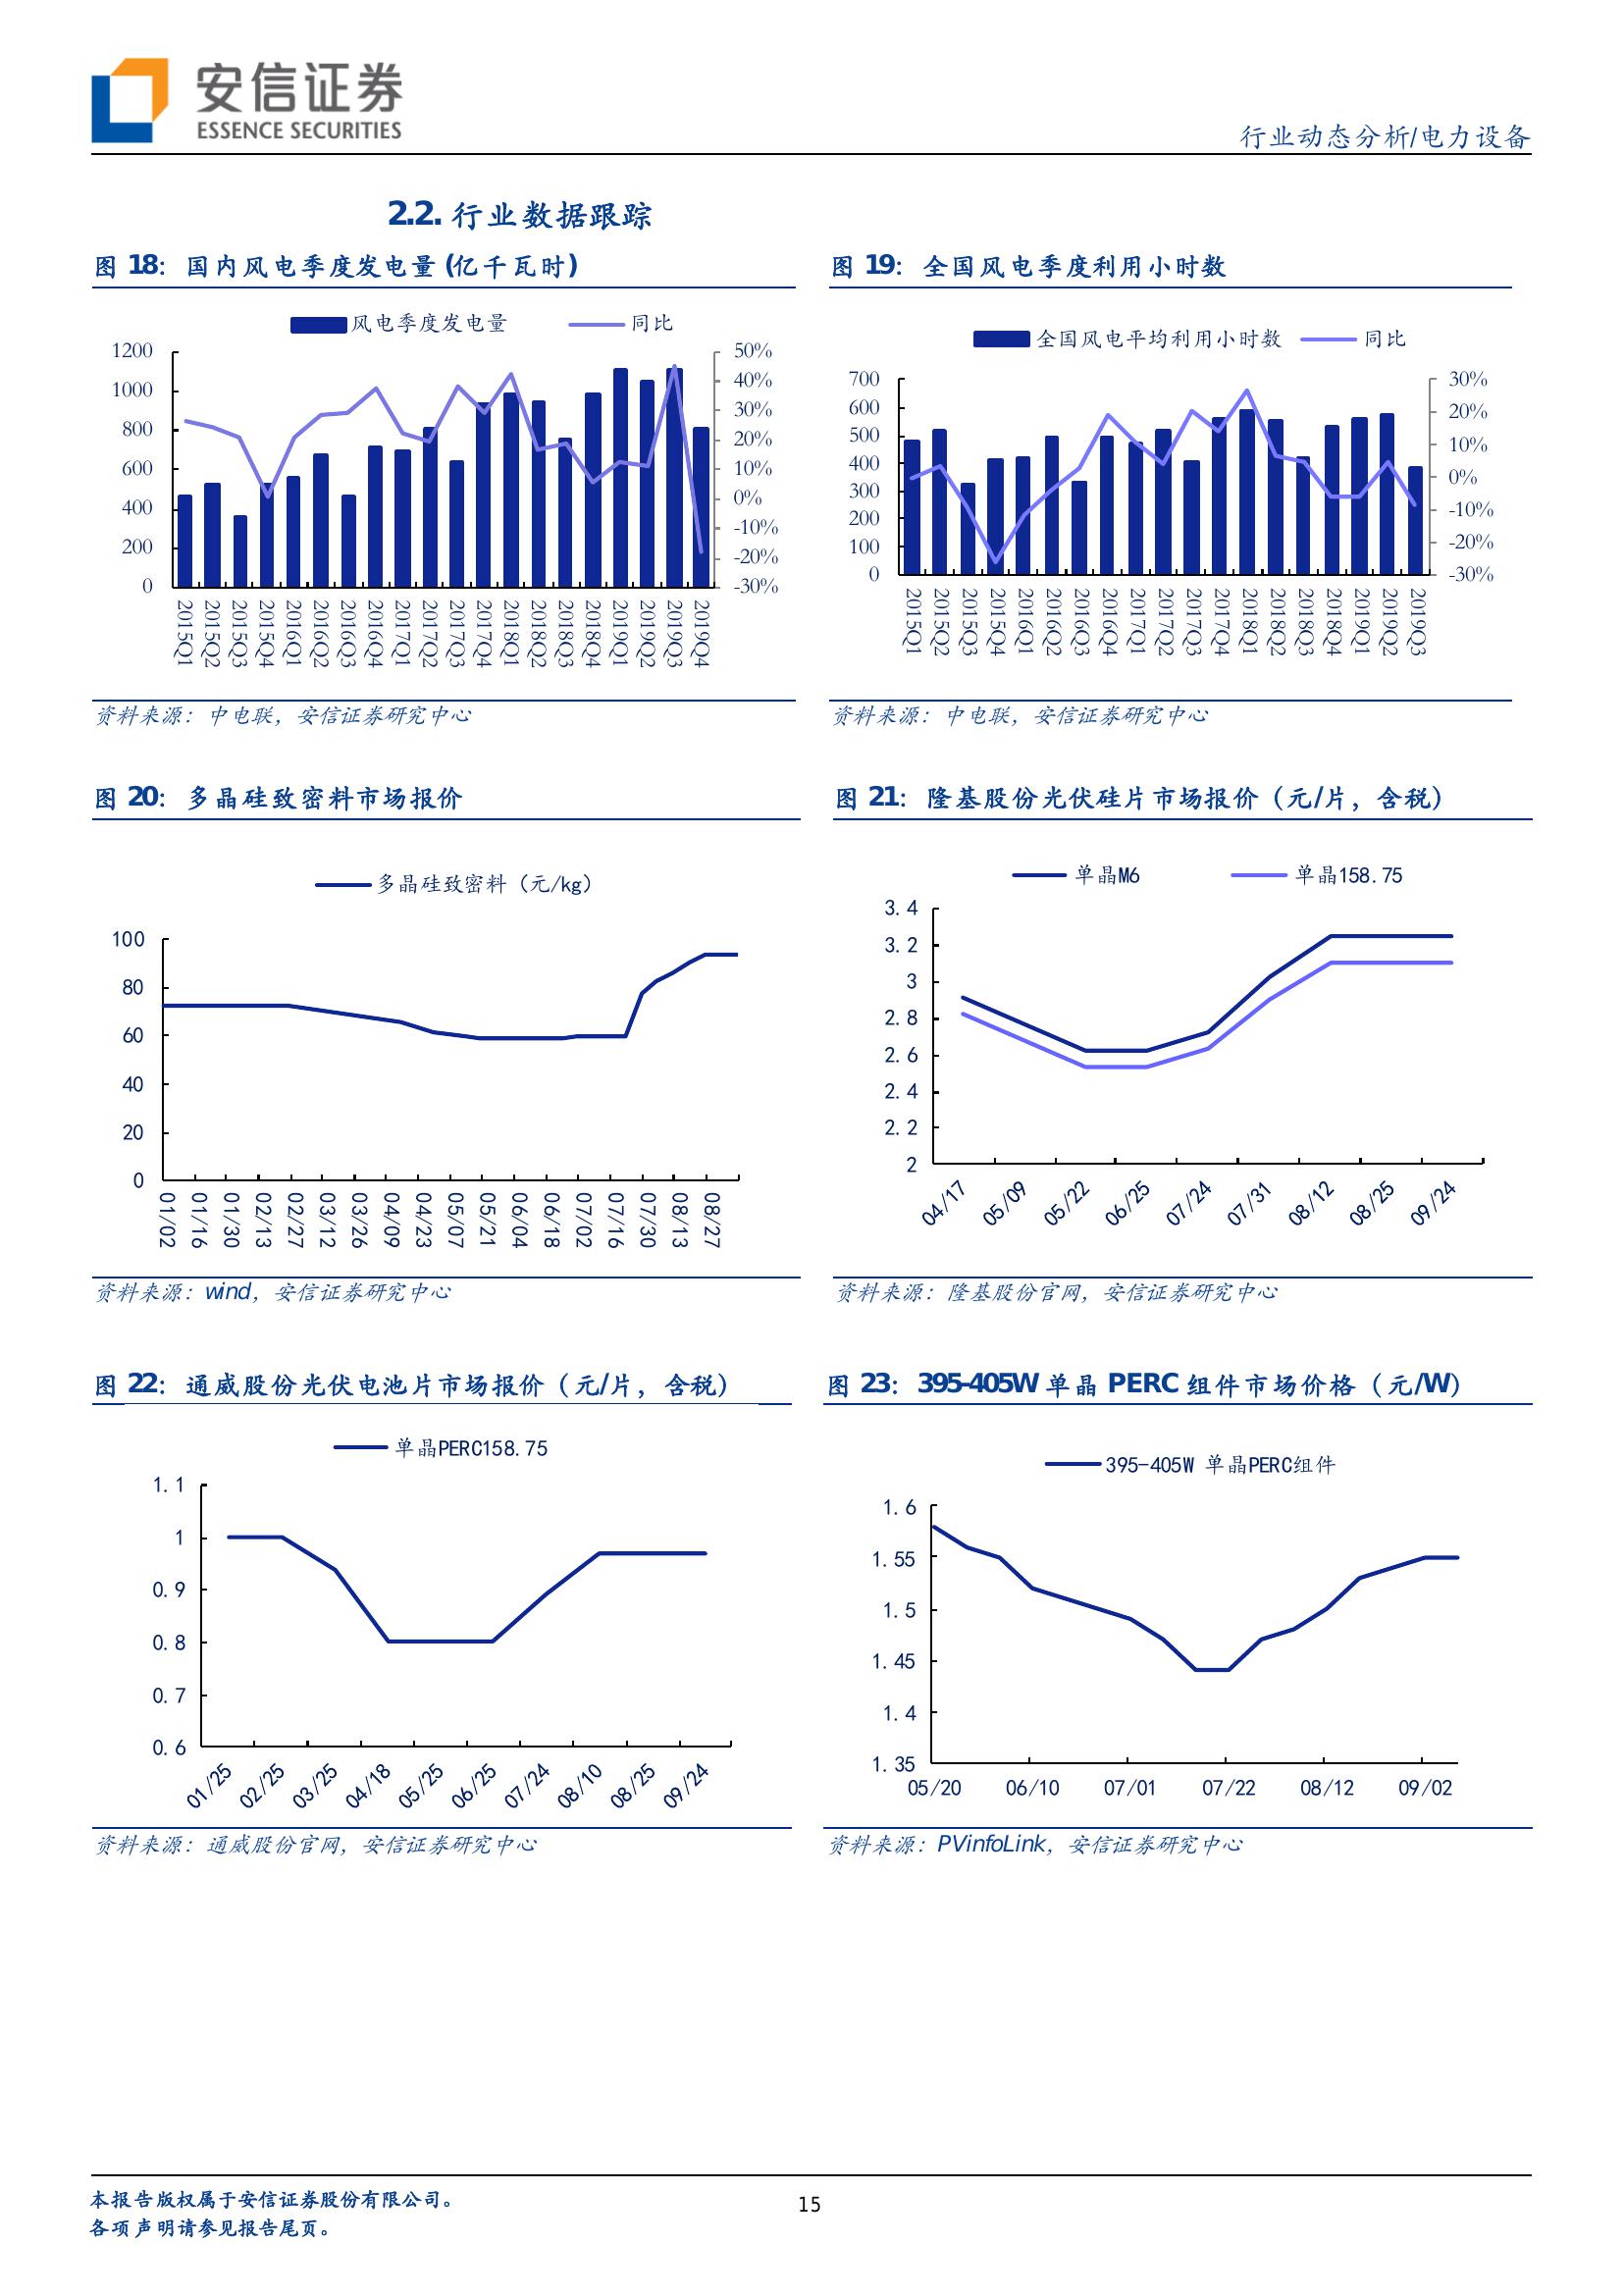 安信证券
ESSENCE SECURITIES
行业动态分析/电力设备
2.2. 行业数据跟踪
图 18：国内风电季度发电量 (亿千瓦时)
风电季度发电量 同比
1200
1000
800
600
400
200
0
50%
40%
30%
20%
10%
0%
-10%
-20%
-30%
2015Q1 2015Q2 2015Q3 2015Q4 2016Q1 2016Q2 2016Q3 2016Q4 2017Q1 2017Q2 2017Q3 2017Q4 2018Q1 2018Q2 2018Q3 2018Q4 2019Q1 2019Q2 2019Q3 2019Q4
资料来源：中电联，安信证券研究中心
图 19：全国风电季度利用小时数
全国风电平均利用小时数 同比
700
600
500
400
300
200
100
0
30%
20%
10%
0%
-10%
-20%
-30%
2015Q1 2015Q2 2015Q3 2015Q4 2016Q1 2016Q2 2016Q3 2016Q4 2017Q1 2017Q2 2017Q3 2017Q4 2018Q1 2018Q2 2018Q3 2018Q4 2019Q1 2019Q2 2019Q3
资料来源：中电联，安信证券研究中心
图 20：多晶硅致密料市场报价
多晶硅致密料（元/kg）
100
80
60
40
20
0
01/02 01/16 01/30 02/13 02/27 03/12 03/26 04/09 04/23 05/07 05/21 06/04 06/18 07/02 07/16 07/30 08/13 08/27
资料来源：wind，安信证券研究中心
图 21：隆基股份光伏硅片市场报价（元/片，含税）
单晶M6 单晶158.75
3.4
3.2
3
2.8
2.6
2.4
2.2
2
04/17 05/09 05/22 06/25 07/24 07/31 08/12 08/25 09/24
资料来源：隆基股份官网，安信证券研究中心
图 22：通威股份光伏电池片市场报价（元/片，含税）
单晶PERC158.75
1.1
1
0.9
0.8
0.7
0.6
01/25 02/25 03/25 04/18 05/25 06/25 07/24 08/10 08/25 09/24
资料来源：通威股份官网，安信证券研究中心
图 23：395-405W 单晶 PERC 组件市场价格（元/W）
395-405W 单晶PERC组件
1.6
1.55
1.5
1.45
1.4
1.35
05/20 06/10 07/01 07/22 08/12 09/02
资料来源：PVinfoLink，安信证券研究中心
本报告版权属于安信证券股份有限公司。
各项声明请参见报告尾页。
15